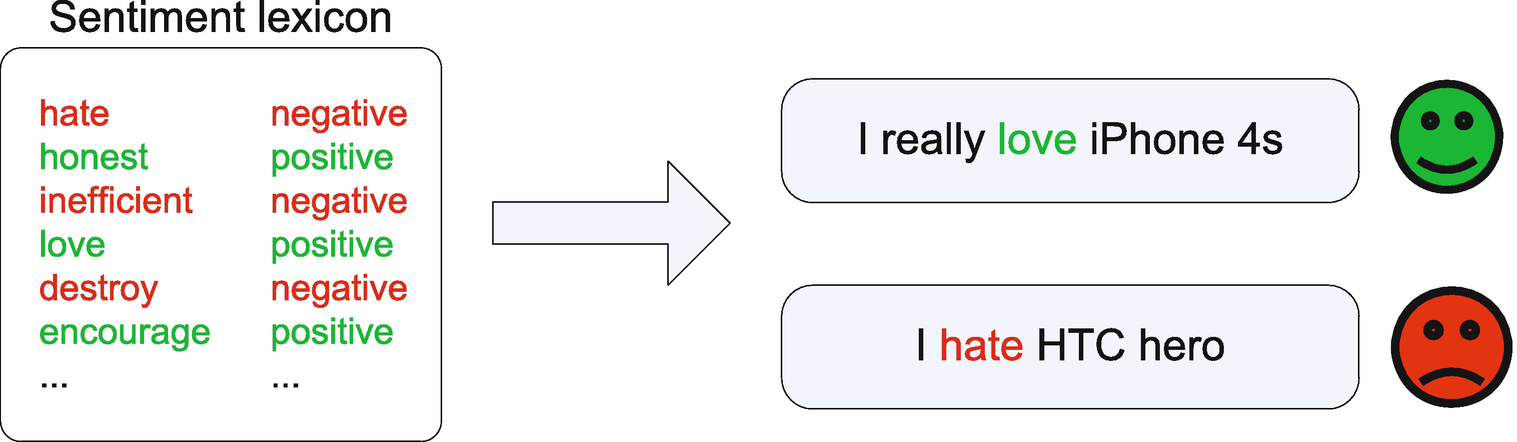 Sentiment lexicon
hate negative
honest positive
inefficient negative
love positive
destroy negative
encourage positive
... ...
I really love iPhone 4s
I hate HTC hero